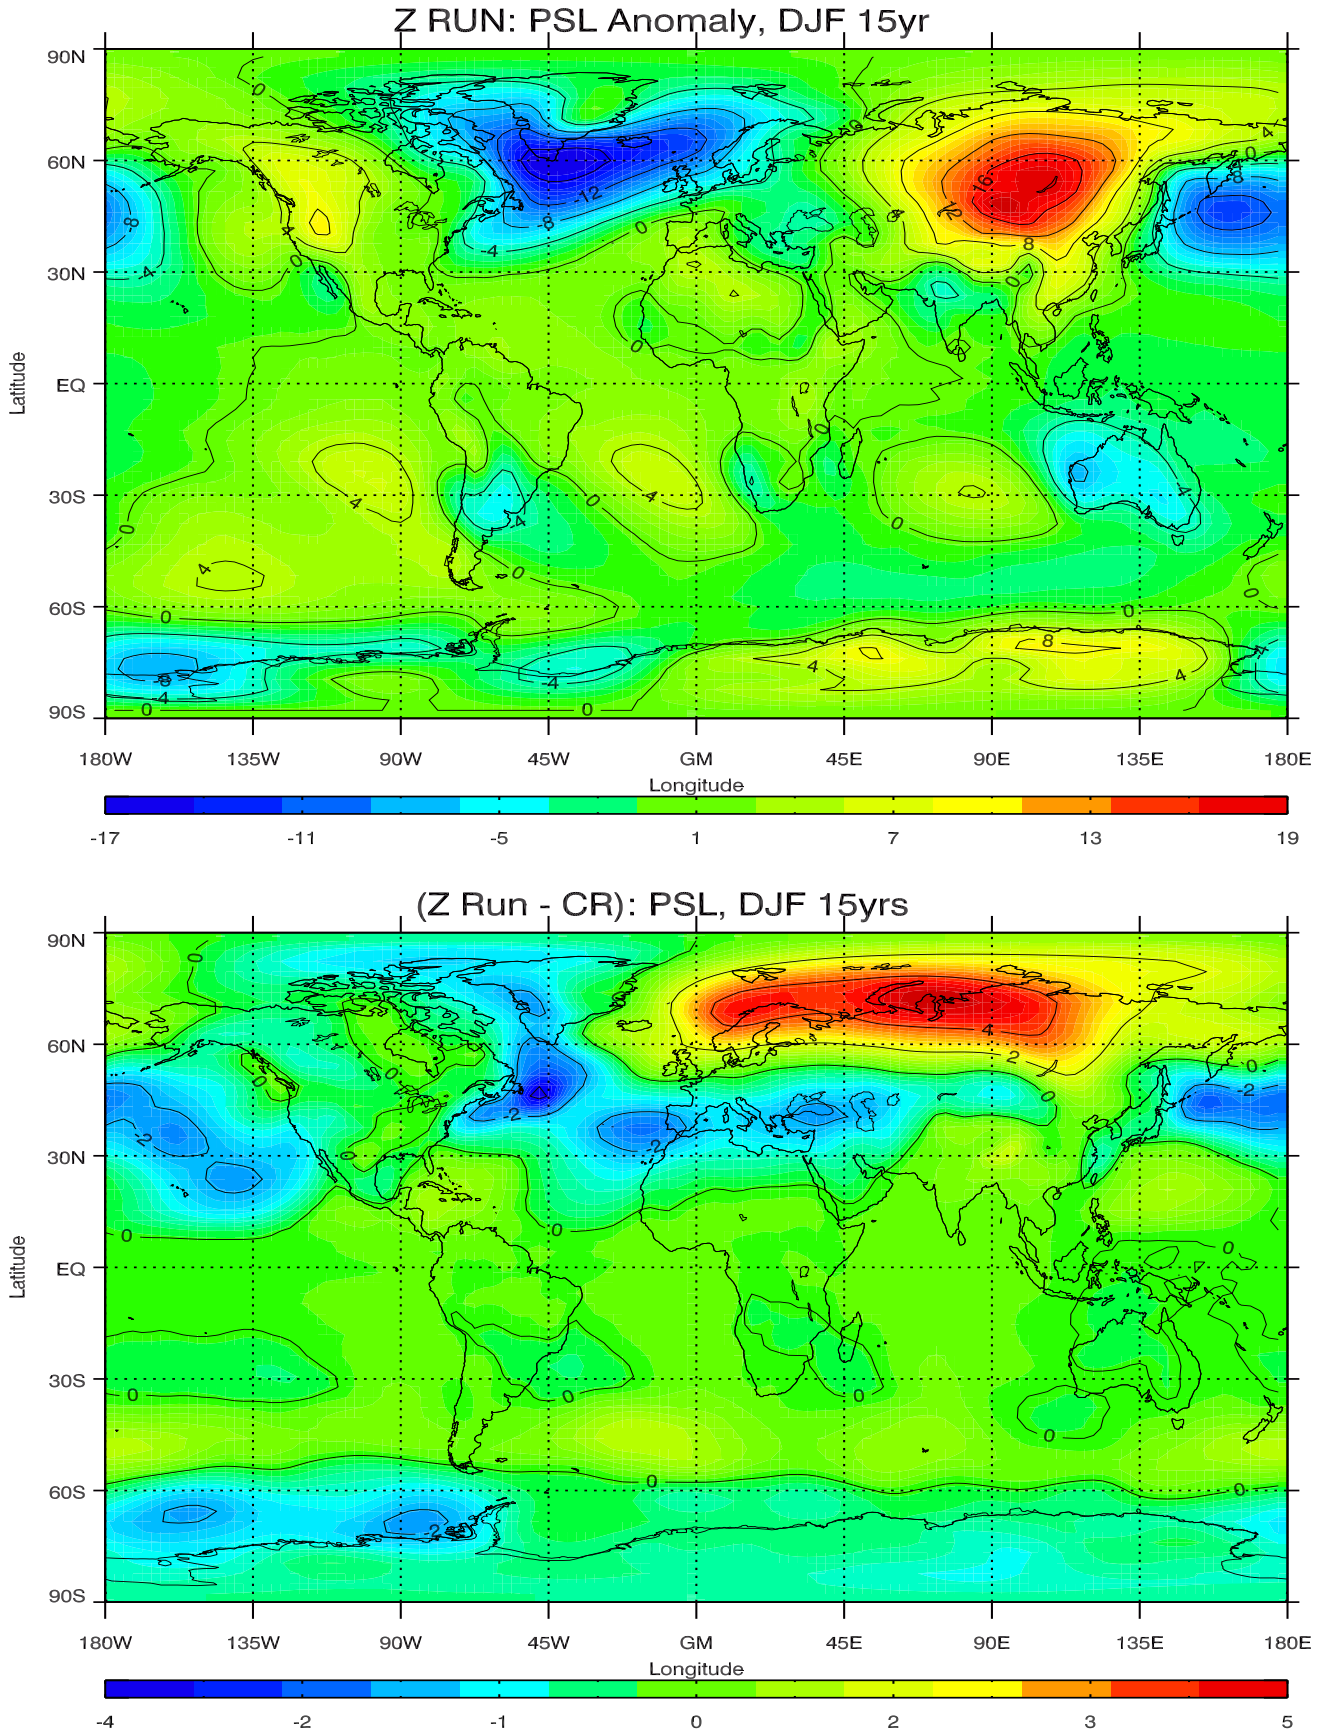 Z RUN: PSL Anomaly, DJF 15yr
90N
60N
30N
EQ
30S
60S
90S
Latitude
180W 135W 90W 45W GM 45E 90E 135E 180E
Longitude
-17 -11 -5 1 7 13 19
(Z Run - CR): PSL, DJF 15yrs
90N
60N
30N
EQ
30S
60S
90S
Latitude
180W 135W 90W 45W GM 45E 90E 135E 180E
Longitude
-4 -2 -1 0 2 3 5